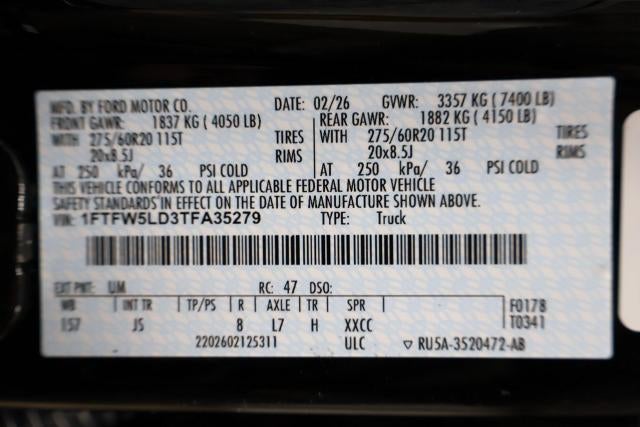 MFD. BY FORD MOTOR CO. DATE: 02/26 GVWR: 3357 KG ( 7400 LB)
FRONT GAWR: 1837 KG ( 4050 LB) REAR GAWR: 1882 KG ( 4150 LB)
WITH 275/60R20 115T TIRES WITH 275/60R20 115T TIRES
20x8.5J RIMS 20x8.5J RIMS
AT 250 kPa/ 36 PSI COLD AT 250 kPa/ 36 PSI COLD
THIS VEHICLE CONFORMS TO ALL APPLICABLE FEDERAL MOTOR VEHICLE
SAFETY STANDARDS IN EFFECT ON THE DATE OF MANUFACTURE SHOWN ABOVE.
VIN: 1FTFW5LD3TFA35279 TYPE: Truck
EXT PNT: UM RC: 47 DSO:
WB INT TR TP/PS R AXLE TR SPR F0178
157 J5 8 L7 H XXCC T0341
2202602125311 ULC ▽ RU5A-3520472-AB